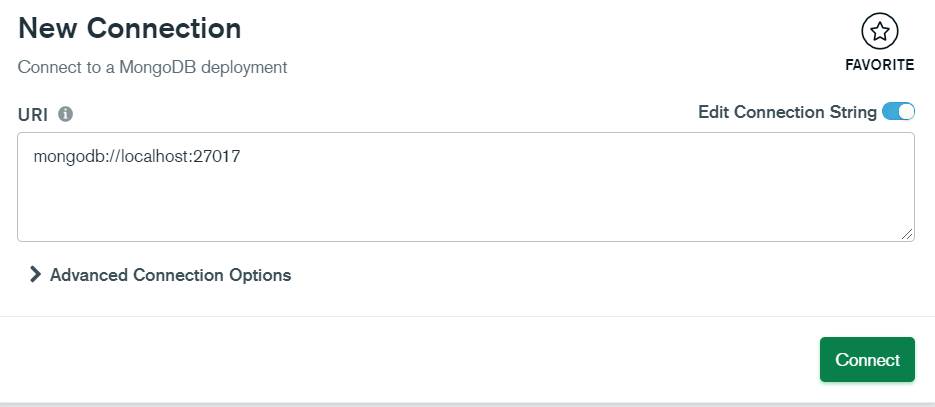 New Connection
Connect to a MongoDB deployment
FAVORITE
URI
Edit Connection String
mongodb://localhost:27017
Advanced Connection Options
Connect